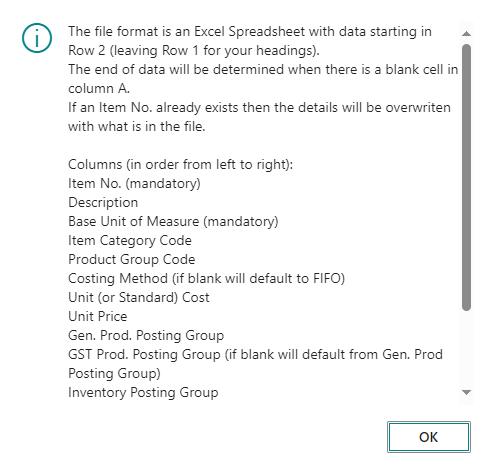 The file format is an Excel Spreadsheet with data starting in
Row 2 (leaving Row 1 for your headings).
The end of data will be determined when there is a blank cell in
column A.
If an Item No. already exists then the details will be overwriten
with what is in the file.
Columns (in order from left to right):
Item No. (mandatory)
Description
Base Unit of Measure (mandatory)
Item Category Code
Product Group Code
Costing Method (if blank will default to FIFO)
Unit (or Standard) Cost
Unit Price
Gen. Prod. Posting Group
GST Prod. Posting Group (if blank will default from Gen. Prod
Posting Group)
Inventory Posting Group
OK